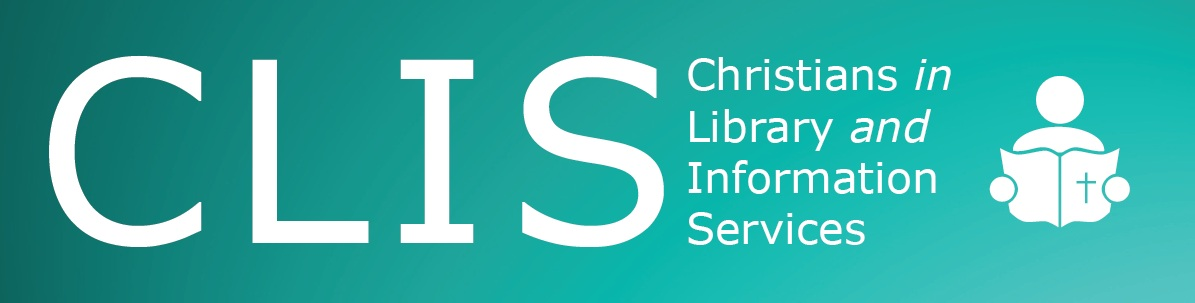 CLIS
Christians in
Library and
Information
Services